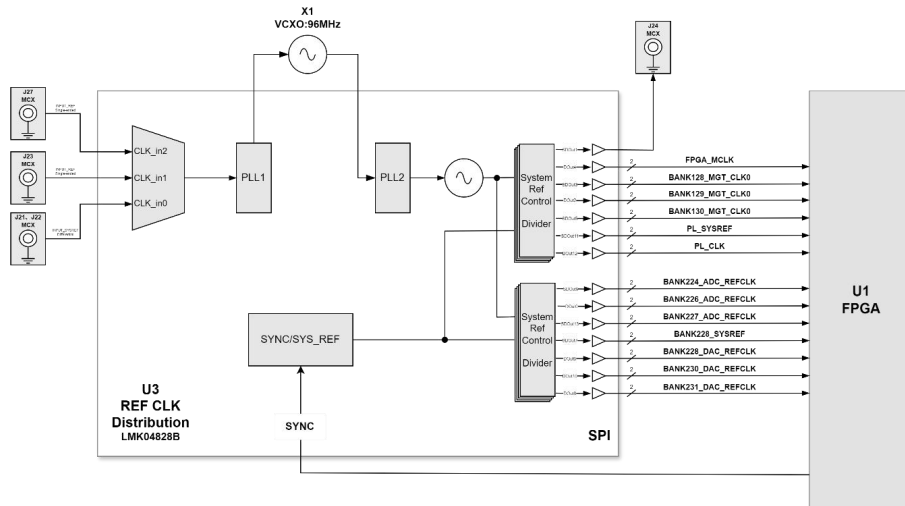 X1
VCXO:96MHz
J24
MCX
J27
MCX
J23
MCX
J21、J22
MCX
CLK_in2
CLK_in1
CLK_in0
PLL1
PLL2
System
Ref
Control
Divider
2
FPGA_MCLK
2
BANK128_MGT_CLK0
2
BANK129_MGT_CLK0
2
BANK130_MGT_CLK0
2
PL_SYSREF
2
PL_CLK
System
Ref
Control
Divider
2
BANK224_ADC_REFCLK
2
BANK226_ADC_REFCLK
2
BANK227_ADC_REFCLK
2
BANK228_SYSREF
2
BANK228_DAC_REFCLK
2
BANK230_DAC_REFCLK
2
BANK231_DAC_REFCLK
U1
FPGA
SYNC/SYS_REF
U3
REF CLK
Distribution
LMK04828B
SYNC
SPI